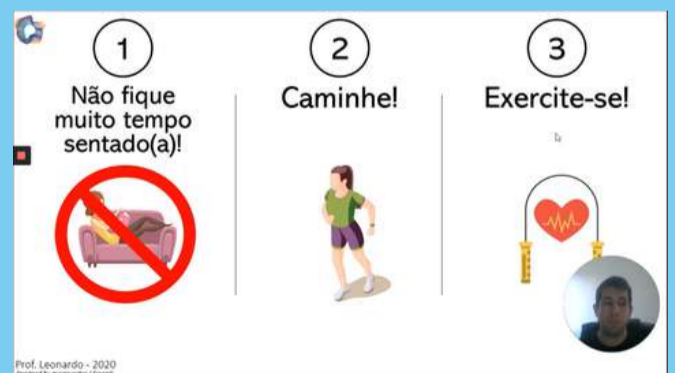 1
Não fique
muito tempo
sentado(a)!
2
Caminhe!
3
Exercite-se!
Prof. Leonardo - 2020